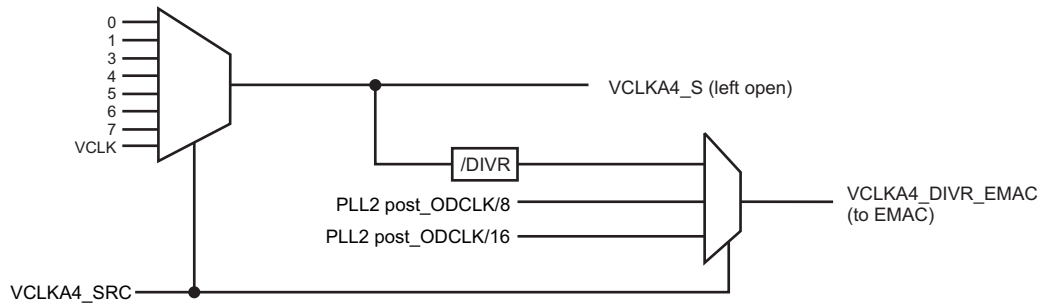 0
1
3
4
5
6
7
VCLK
VCLKA4_S (left open)
/DIVR
PLL2 post_ODCLK/8
PLL2 post_ODCLK/16
VCLKA4_DIVR_EMAC
(to EMAC)
VCLKA4_SRC